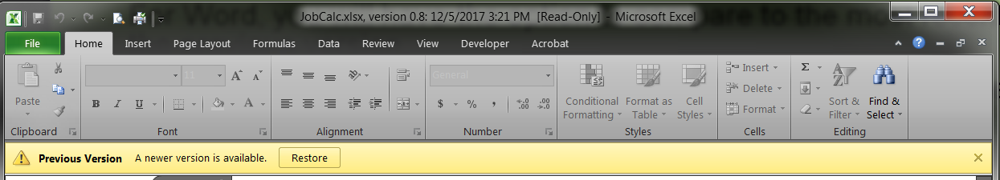 JobCalc.xlsx, version 0.8: 12/5/2017 3:21 PM [Read-Only] - Microsoft Excel
File Home Insert Page Layout Formulas Data Review View Developer Acrobat
11 General Insert Σ
Paste B I U A $ % , Conditional Formatting Format as Table Cell Styles Delete Format Sort & Filter Find & Select
Clipboard Font Alignment Number Styles Cells Editing
Previous Version A newer version is available. Restore